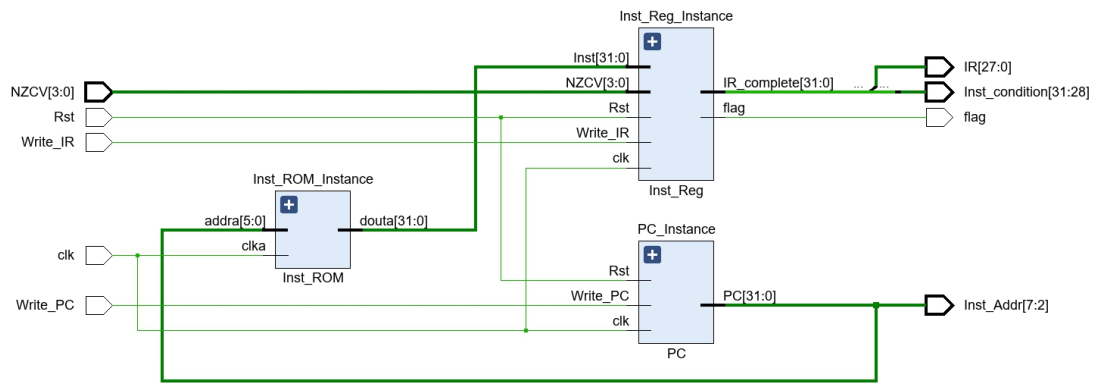 Inst_Reg_Instance
Inst[31:0]
NZCV[3:0]
NZCV[3:0]
Rst
Rst
Write_IR
Write_IR
clk
IR_complete[31:0]
flag
... ...
IR[27:0]
Inst_condition[31:28]
flag
Inst_Reg
Inst_ROM_Instance
addra[5:0]
clka
douta[31:0]
Inst_ROM
clk
Write_PC
PC_Instance
Rst
Write_PC
clk
PC[31:0]
Inst_Addr[7:2]
PC